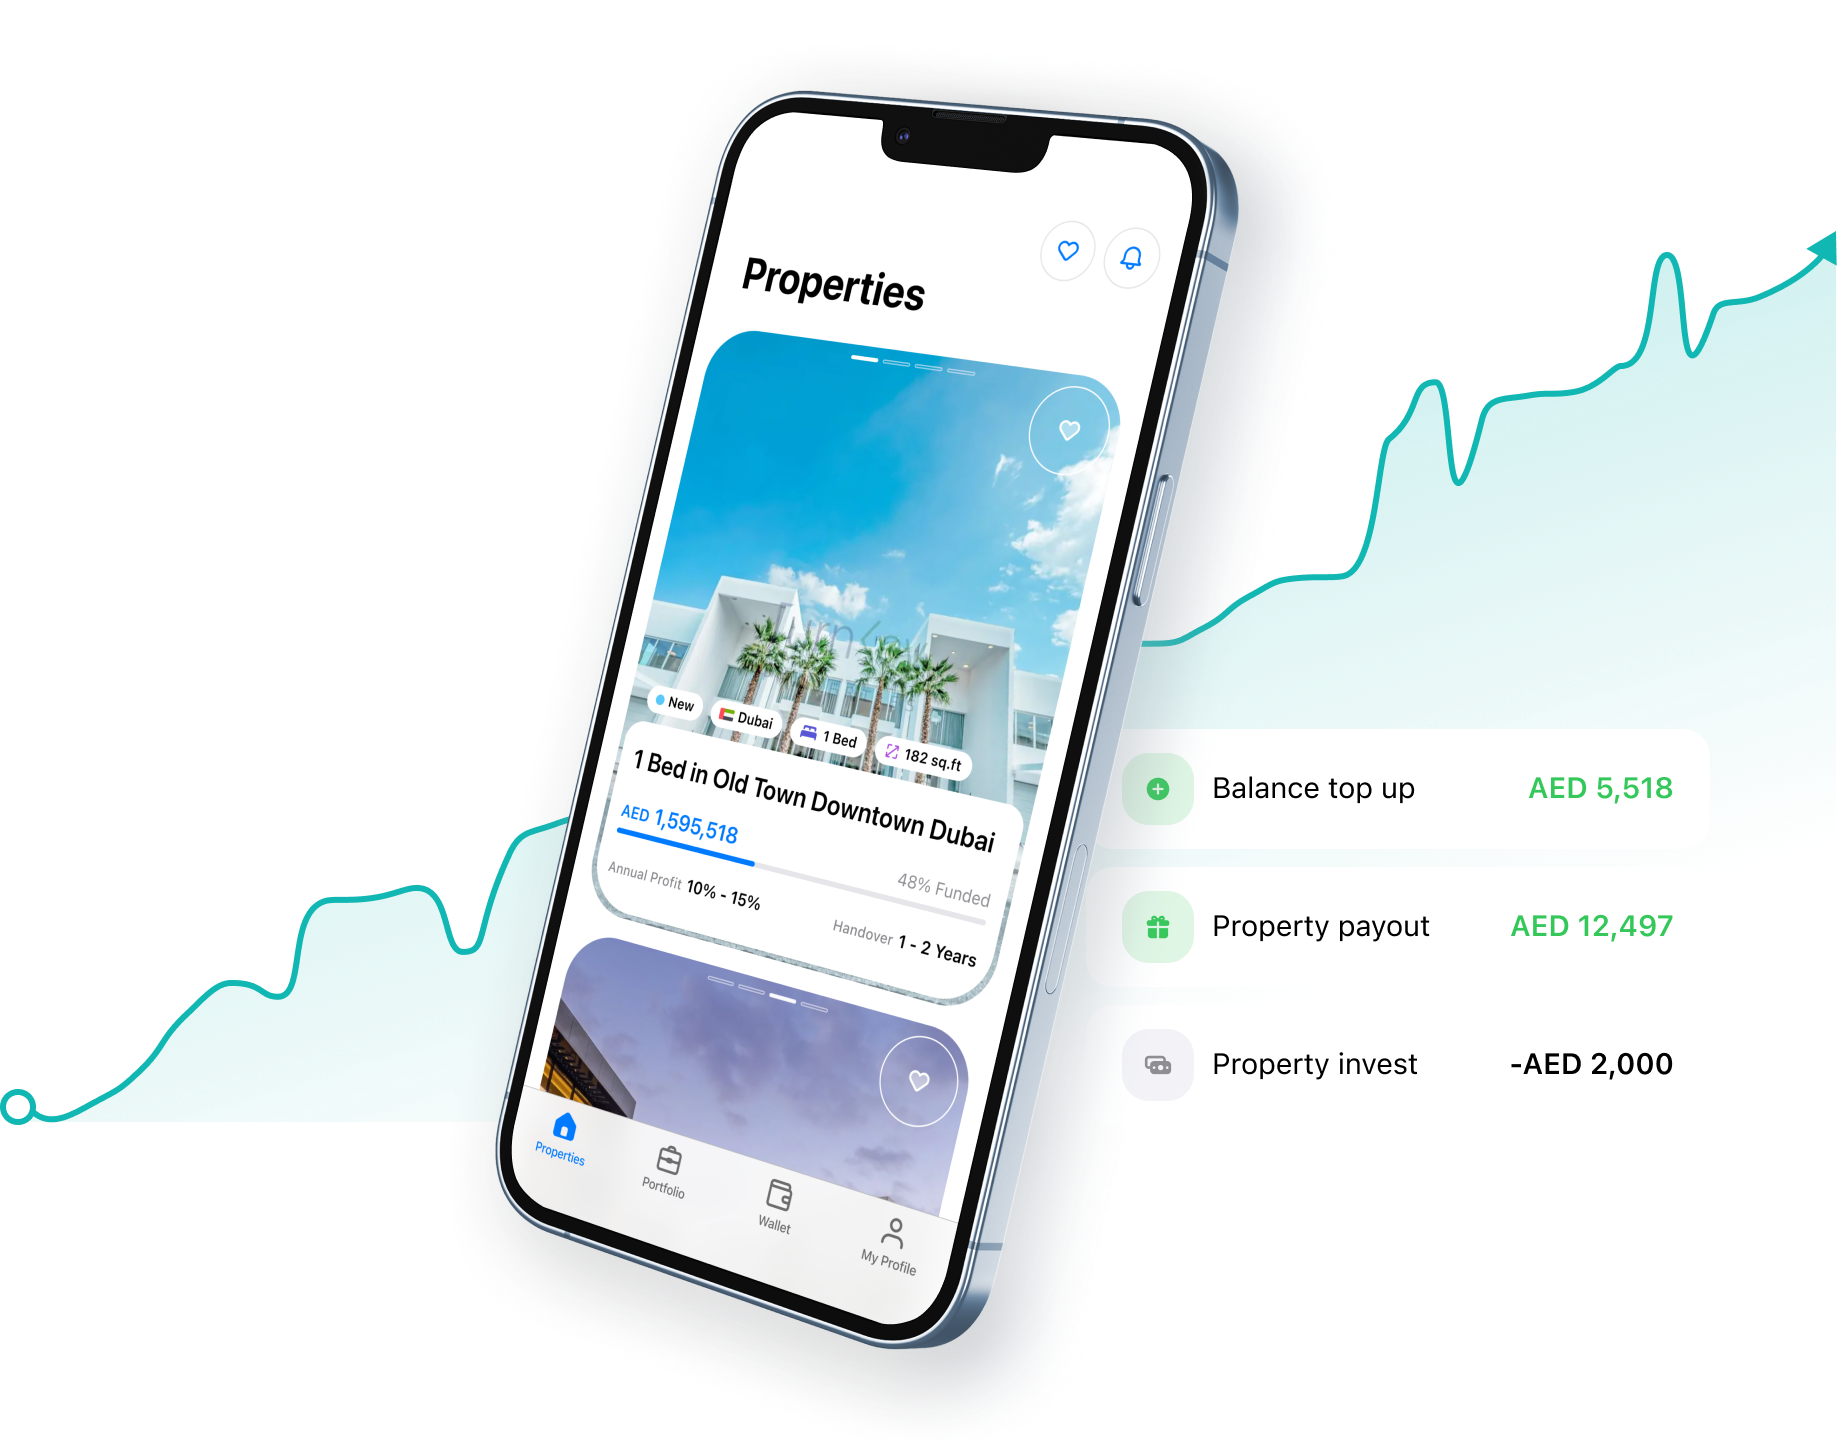 Properties
New
Dubai
1 Bed
182 sq.ft
1 Bed in Old Town Downtown Dubai
AED 1,595,518
48% Funded
Annual Profit 10% - 15%
Handover 1 - 2 Years
Properties
Portfolio
Wallet
My Profile
Balance top up AED 5,518
Property payout AED 12,497
Property invest -AED 2,000